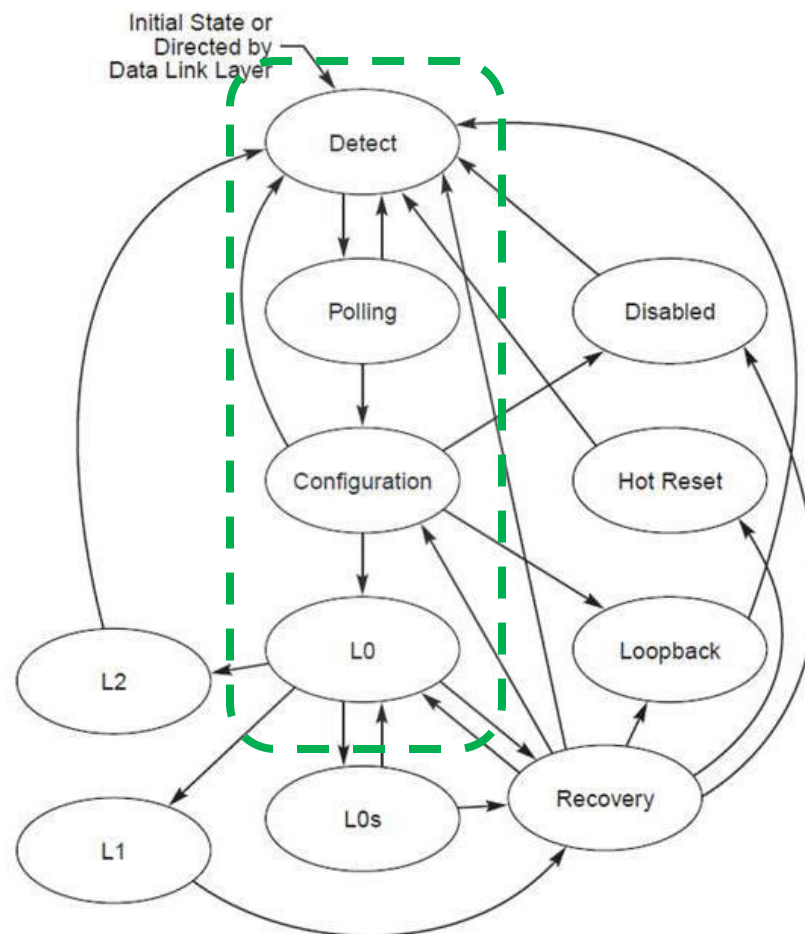 Initial State or
Directed by
Data Link Layer
Detect
Polling
Disabled
Configuration
Hot Reset
L0
Loopback
L2
L0s
Recovery
L1